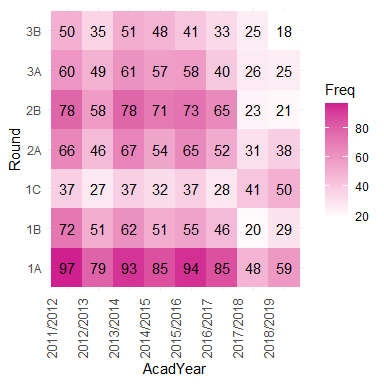 3B 50 35 51 48 41 33 25 18
3A 60 49 61 57 58 40 26 25
2B 78 58 78 71 73 65 23 21
2A 66 46 67 54 65 52 31 38
1C 37 27 37 32 37 28 41 50
1B 72 51 62 51 55 46 20 29
1A 97 79 93 85 94 85 48 59
Round
2011/2012
2012/2013
2013/2014
2014/2015
2015/2016
2016/2017
2017/2018
2018/2019
AcadYear
Freq
80
60
40
20